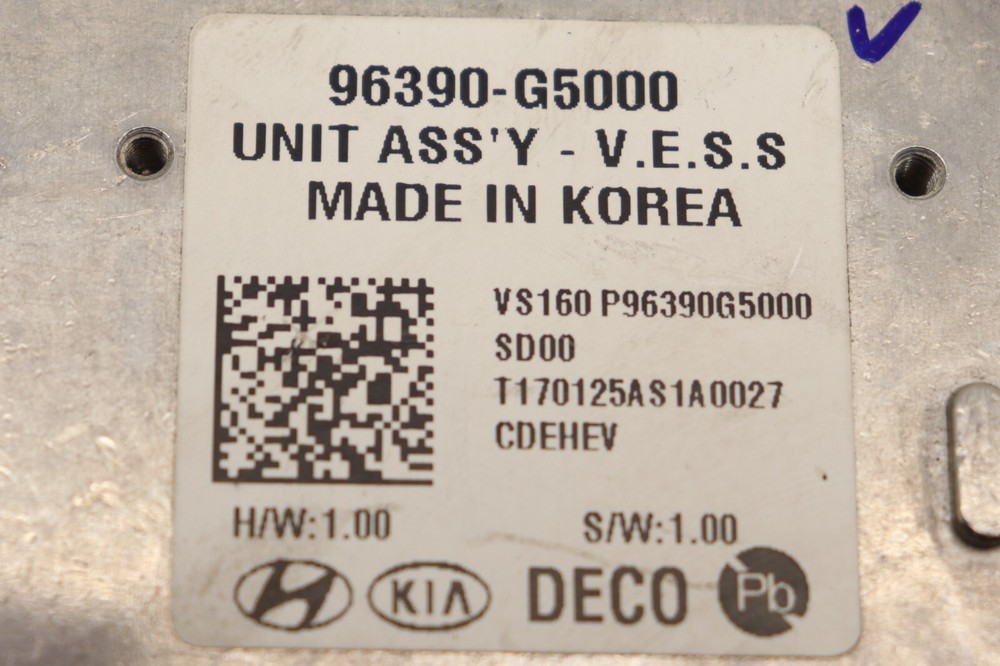 96390-G5000
UNIT ASS'Y - V.E.S.S
MADE IN KOREA
VS160 P96390G5000
SD00
T170125AS1A0027
CDEHEV
H/W:1.00 S/W:1.00
KIA DECO Pb